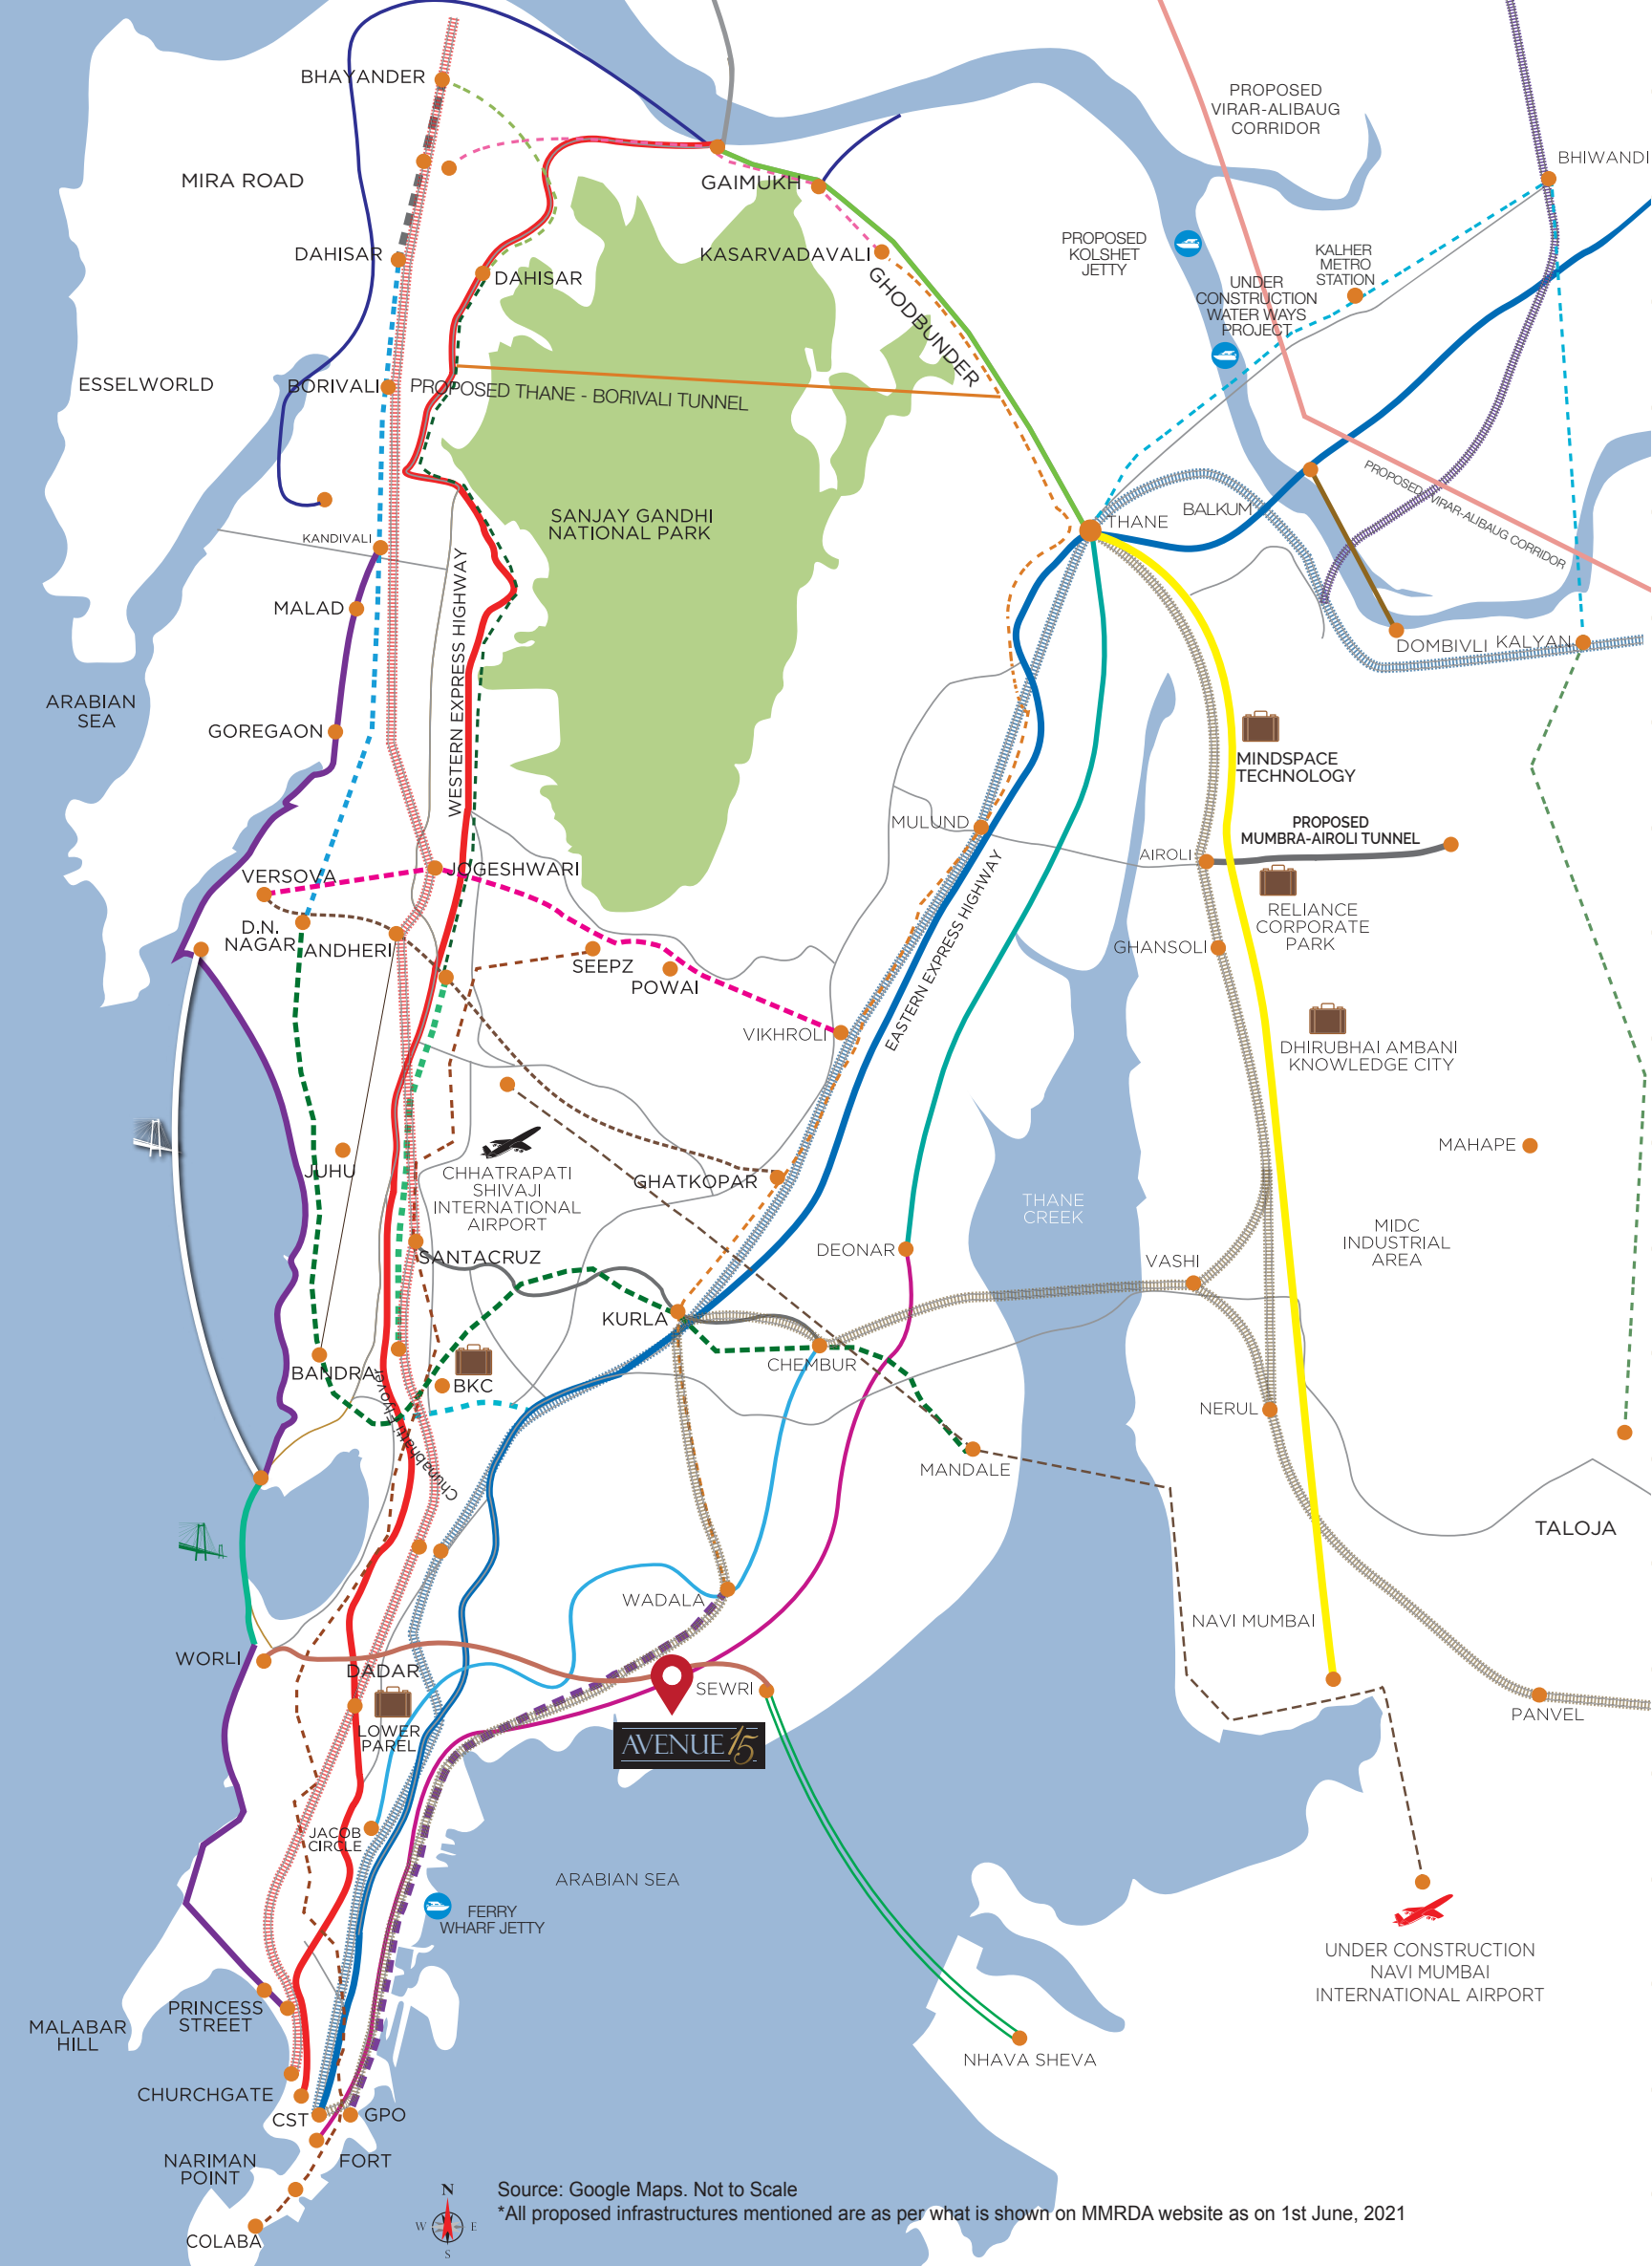 BHAYANDER
MIRA ROAD
GAIMUKH
PROPOSED
VIRAR-ALIBAUG
CORRIDOR
BHIWANDI
DAHISAR
DAHISAR
KASARVADAVALI
GHODBUNDER
PROPOSED
KOLSHET
JETTY
KALHER
METRO
STATION
UNDER
CONSTRUCTION
WATER WAYS
PROJECT
ESSELWORLD
BORIVALI
PROPOSED THANE - BORIVALI TUNNEL
SANJAY GANDHI
NATIONAL PARK
KANDIVALI
THANE
BALKUM
PROPOSED - VIRAR-ALIBAUG CORRIDOR
MALAD
WESTERN EXPRESS HIGHWAY
DOMBIVLI
KALYAN
ARABIAN
SEA
GOREGAON
MINDSPACE
TECHNOLOGY
MULUND
PROPOSED
MUMBRA-AIROLI TUNNEL
AIROLI
VERSOVA
JOGESHWARI
D.N.
NAGAR
ANDHERI
SEEPZ
POWAI
EASTERN EXPRESS HIGHWAY
RELIANCE
CORPORATE
PARK
GHANSOLI
VIKHROLI
DHIRUBHAI AMBANI
KNOWLEDGE CITY
MAHAPE
JUHU
CHHATRAPATI
SHIVAJI
INTERNATIONAL
AIRPORT
GHATKOPAR
THANE
CREEK
MIDC
INDUSTRIAL
AREA
SANTACRUZ
DEONAR
VASHI
KURLA
CHEMBUR
BANDRA
BKC
Chunabhatti Flyover
NERUL
MANDALE
TALOJA
WADALA
NAVI MUMBAI
WORLI
DADAR
SEWRI
PANVEL
LOWER
PAREL
AVENUE 15
JACOB
CIRCLE
ARABIAN SEA
FERRY
WHARF JETTY
UNDER CONSTRUCTION
NAVI MUMBAI
INTERNATIONAL AIRPORT
PRINCESS
STREET
MALABAR
HILL
NHAVA SHEVA
CHURCHGATE
CST
GPO
NARIMAN
POINT
FORT
COLABA
N
W E
S
Source: Google Maps. Not to Scale
*All proposed infrastructures mentioned are as per what is shown on MMRDA website as on 1st June, 2021